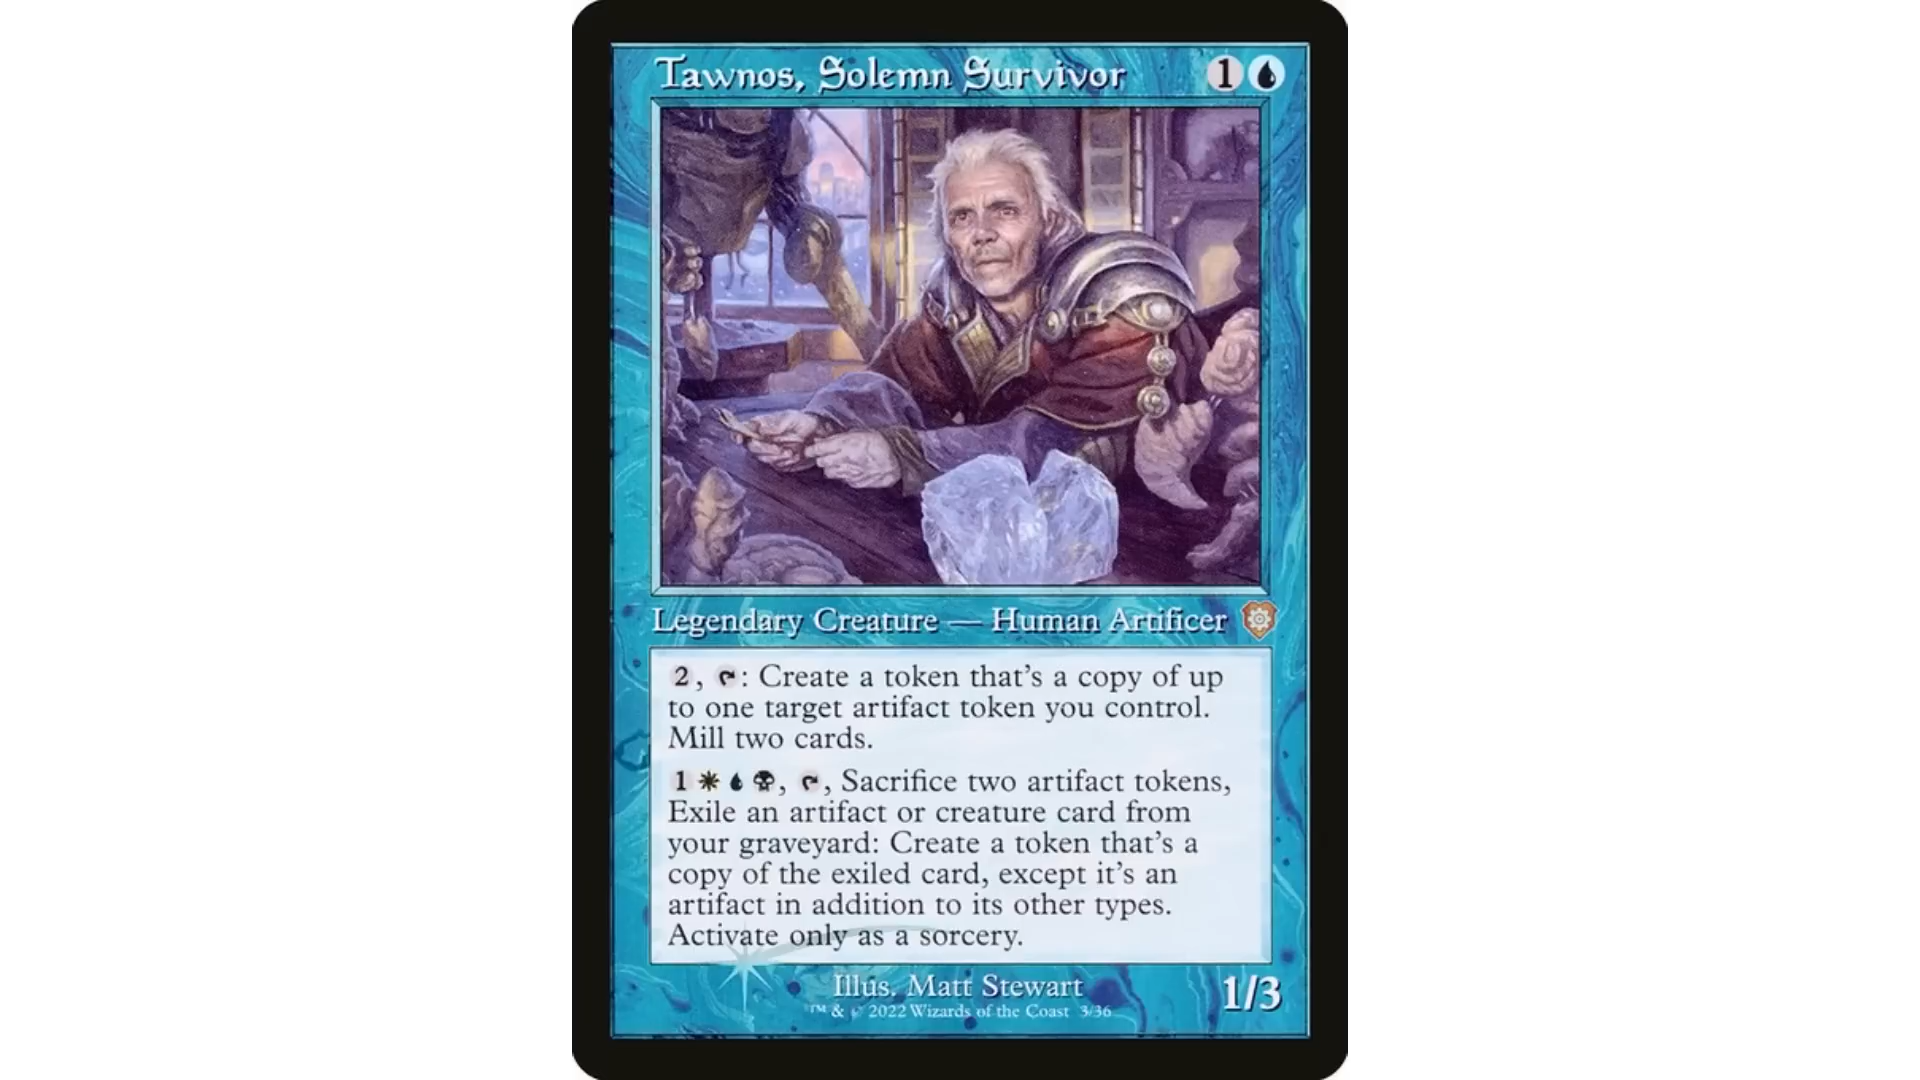 Tawnos, Solemn Survivor 1
Legendary Creature — Human Artificer
2, : Create a token that's a copy of up
to one target artifact token you control.
Mill two cards.
1 , , Sacrifice two artifact tokens,
Exile an artifact or creature card from
your graveyard: Create a token that's a
copy of the exiled card, except it's an
artifact in addition to its other types.
Activate only as a sorcery.
Illus. Matt Stewart
1/3
™ & © 2022 Wizards of the Coast 3/36